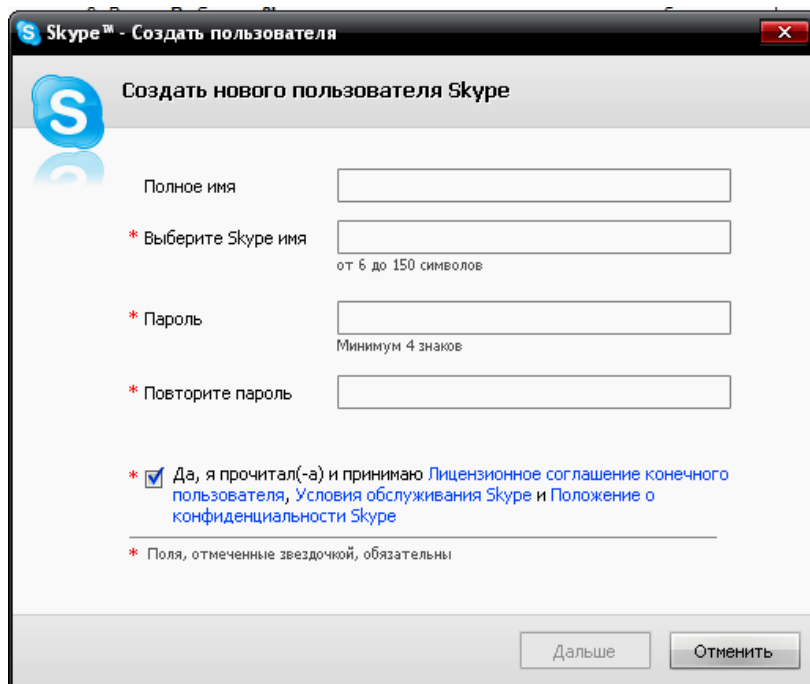 Skype™ - Создать пользователя
Создать нового пользователя Skype
Полное имя
* Выберите Skype имя
от 6 до 150 символов
* Пароль
Минимум 4 знаков
* Повторите пароль
* Да, я прочитал(-а) и принимаю Лицензионное соглашение конечного
пользователя, Условия обслуживания Skype и Положение о
конфиденциальности Skype
* Поля, отмеченные звездочкой, обязательны
Дальше
Отменить